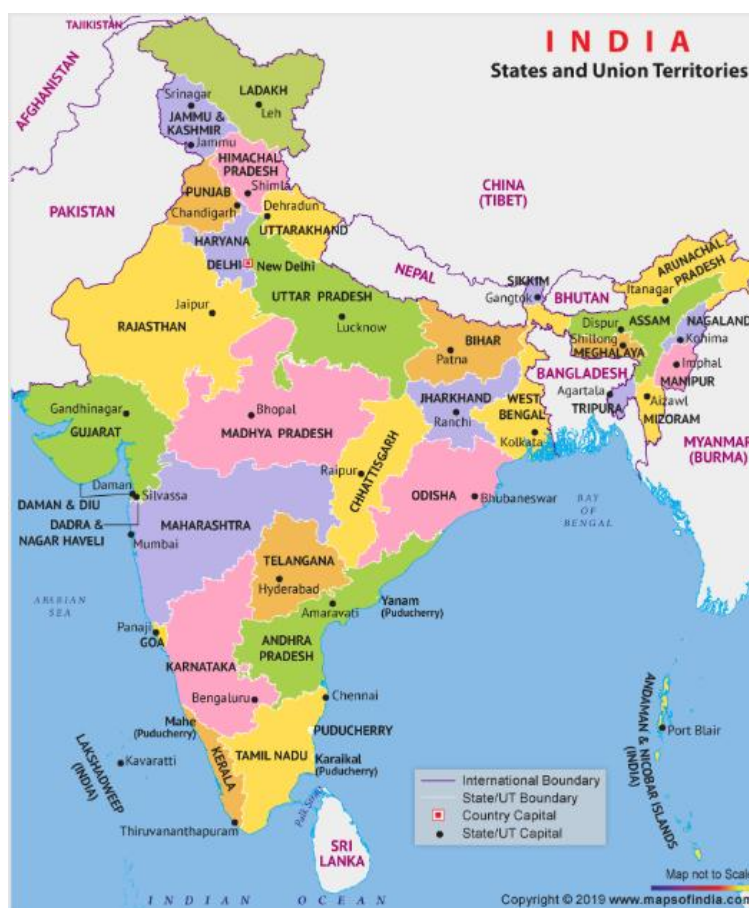 INDIA
States and Union Territories
TAJIKISTAN
AFGHANISTAN
PAKISTAN
CHINA
(TIBET)
LADAKH
Leh
Srinagar
JAMMU &
KASHMIR
Jammu
HIMACHAL
PRADESH
Shimla
PUNJAB
Chandigarh
Dehradun
UTTARAKHAND
HARYANA
DELHI
New Delhi
NEPAL
SIKKIM
Gangtok
BHUTAN
ARUNACHAL
PRADESH
Itanagar
RAJASTHAN
Jaipur
UTTAR PRADESH
Lucknow
BIHAR
Patna
Dispur
ASSAM
NAGALAND
Kohima
Shillong
MEGHALAYA
Imphal
MANIPUR
BANGLADESH
Agartala
TRIPURA
Aizawl
MIZORAM
MYANMAR
(BURMA)
Gandhinagar
GUJARAT
Bhopal
MADHYA PRADESH
JHARKHAND
Ranchi
WEST
BENGAL
Kolkata
Raipur
CHHATTISGARH
ODISHA
Bhubaneswar
BAY
OF
BENGAL
Daman
Silvassa
DAMAN & DIU
DADRA &
NAGAR HAVELI
Mumbai
MAHARASHTRA
TELANGANA
Hyderabad
Amaravati
Yanam
(Puducherry)
ARABIAN
SEA
Panaji
GOA
KARNATAKA
ANDHRA
PRADESH
Bengaluru
Chennai
Mahe
(Puducherry)
PUDUCHERRY
TAMIL NADU
Karaikal
(Puducherry)
KERALA
LAKSHADWEEP
(INDIA)
Kavaratti
Thiruvananthapuram
Palk Strait
SRI
LANKA
ANDAMAN & NICOBAR ISLANDS
(INDIA)
Port Blair
International Boundary
State/UT Boundary
Country Capital
State/UT Capital
INDIAN OCEAN
Map not to Scale
Copyright © 2019 www.mapsofindia.com